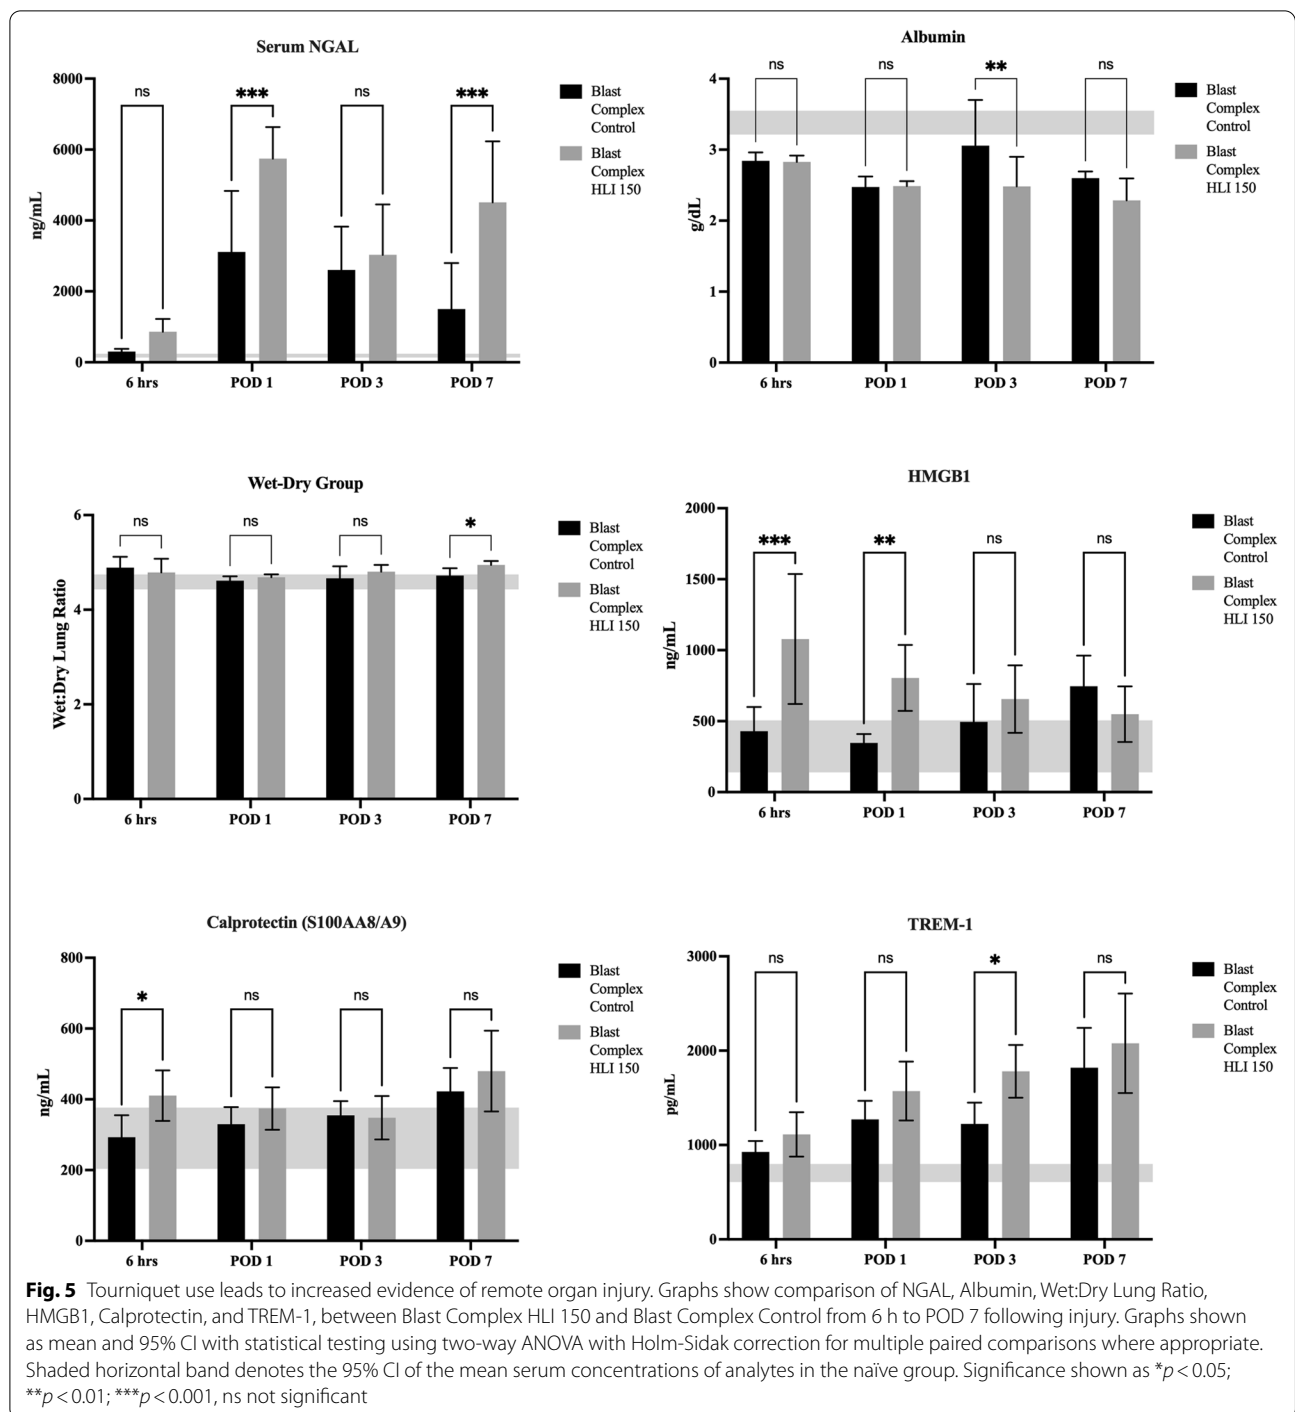 Serum NGAL
8000
6000
4000
2000
0
ng/mL
ns
***
ns
***
6 hrs
POD 1
POD 3
POD 7
Blast
Complex
Control
Blast
Complex
HLI 150
Albumin
4
3
2
1
0
g/dL
ns
ns
**
ns
6 hrs
POD 1
POD 3
POD 7
Blast
Complex
Control
Blast
Complex
HLI 150
Wet-Dry Group
6
4
2
0
Wet:Dry Lung Ratio
ns
ns
ns
*
6 hrs
POD 1
POD 3
POD 7
Blast
Complex
Control
Blast
Complex
HLI 150
HMGB1
2000
1500
1000
500
0
ng/mL
***
**
ns
ns
6 hrs
POD 1
POD 3
POD 7
Blast
Complex
Control
Blast
Complex
HLI 150
Calprotectin (S100AA8/A9)
800
600
400
200
0
ng/mL
*
ns
ns
ns
6 hrs
POD 1
POD 3
POD 7
Blast
Complex
Control
Blast
Complex
HLI 150
TREM-1
3000
2000
1000
0
pg/mL
ns
ns
*
ns
6 hrs
POD 1
POD 3
POD 7
Blast
Complex
Control
Blast
Complex
HLI 150
Fig. 5 Tourniquet use leads to increased evidence of remote organ injury. Graphs show comparison of NGAL, Albumin, Wet:Dry Lung Ratio,
HMGB1, Calprotectin, and TREM-1, between Blast Complex HLI 150 and Blast Complex Control from 6 h to POD 7 following injury. Graphs shown
as mean and 95% CI with statistical testing using two-way ANOVA with Holm-Sidak correction for multiple paired comparisons where appropriate.
Shaded horizontal band denotes the 95% CI of the mean serum concentrations of analytes in the naïve group. Significance shown as *p < 0.05;
**p < 0.01; ***p < 0.001, ns not significant